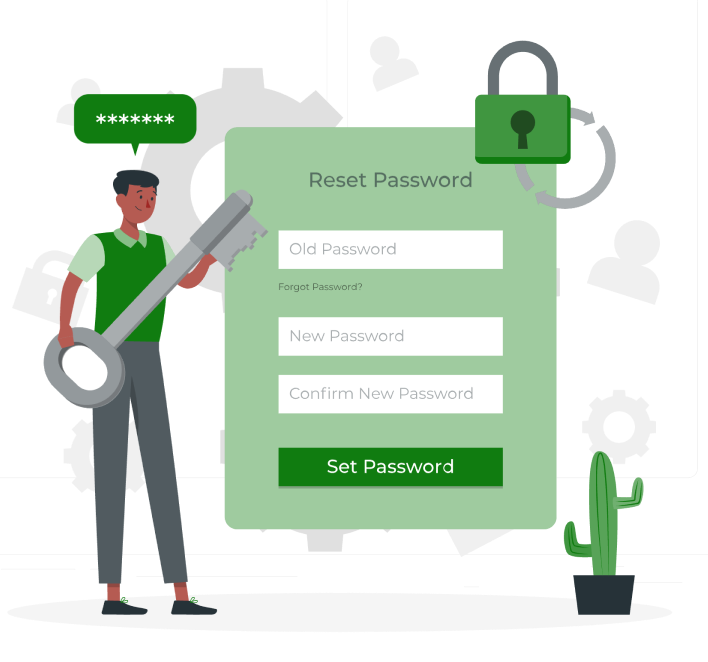 *******
Reset Password
Old Password
Forgot Password?
New Password
Confirm New Password
Set Password